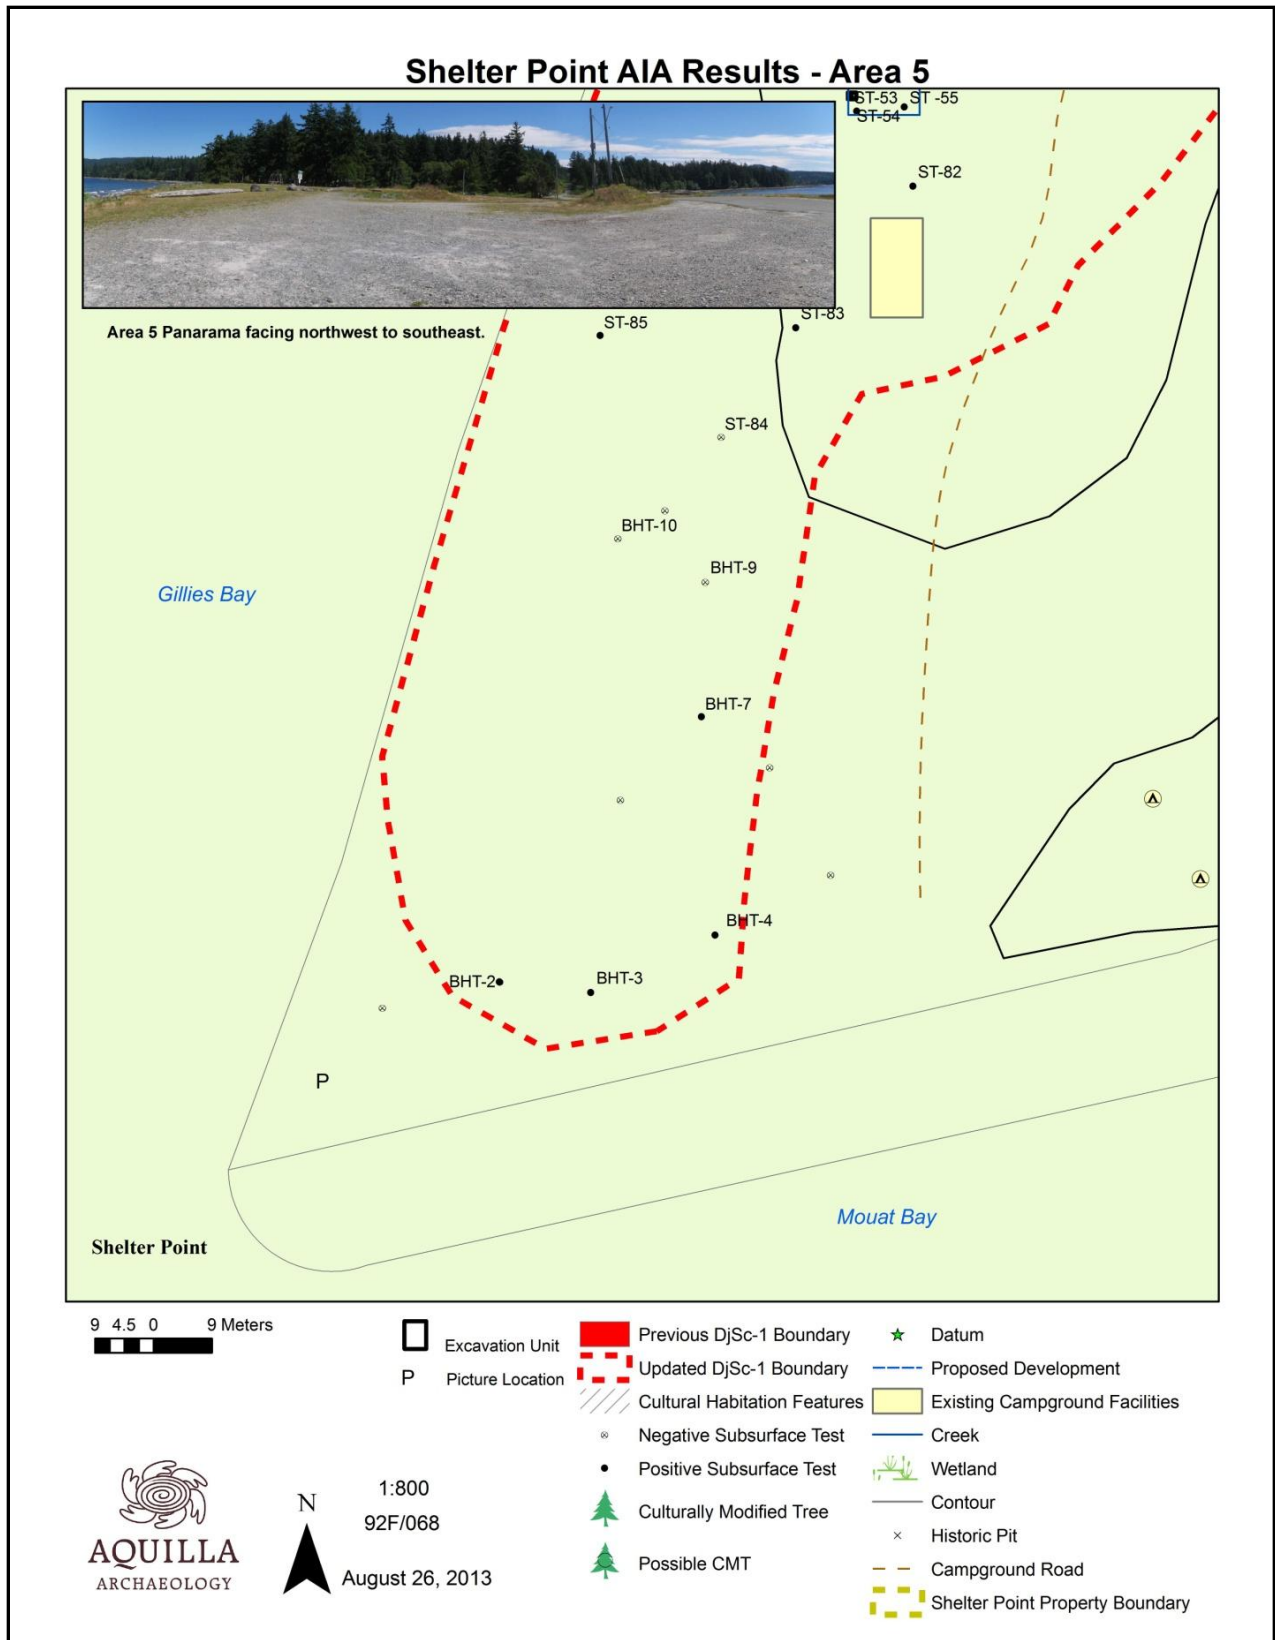 Shelter Point AIA Results - Area 5
ST-53
ST -55
ST-54
ST-82
Area 5 Panarama facing northwest to southeast.
ST-85
ST-83
ST-84
BHT-10
BHT-9
Gillies Bay
BHT-7
BHT-4
BHT-2
BHT-3
P
Mouat Bay
Shelter Point
9 4.5 0 9 Meters
Excavation Unit
P Picture Location
Previous DjSc-1 Boundary
Updated DjSc-1 Boundary
Cultural Habitation Features
Negative Subsurface Test
Positive Subsurface Test
Culturally Modified Tree
Possible CMT
Datum
Proposed Development
Existing Campground Facilities
Creek
Wetland
Contour
Historic Pit
Campground Road
Shelter Point Property Boundary
AQUILLA
ARCHAEOLOGY
N
1:800
92F/068
August 26, 2013